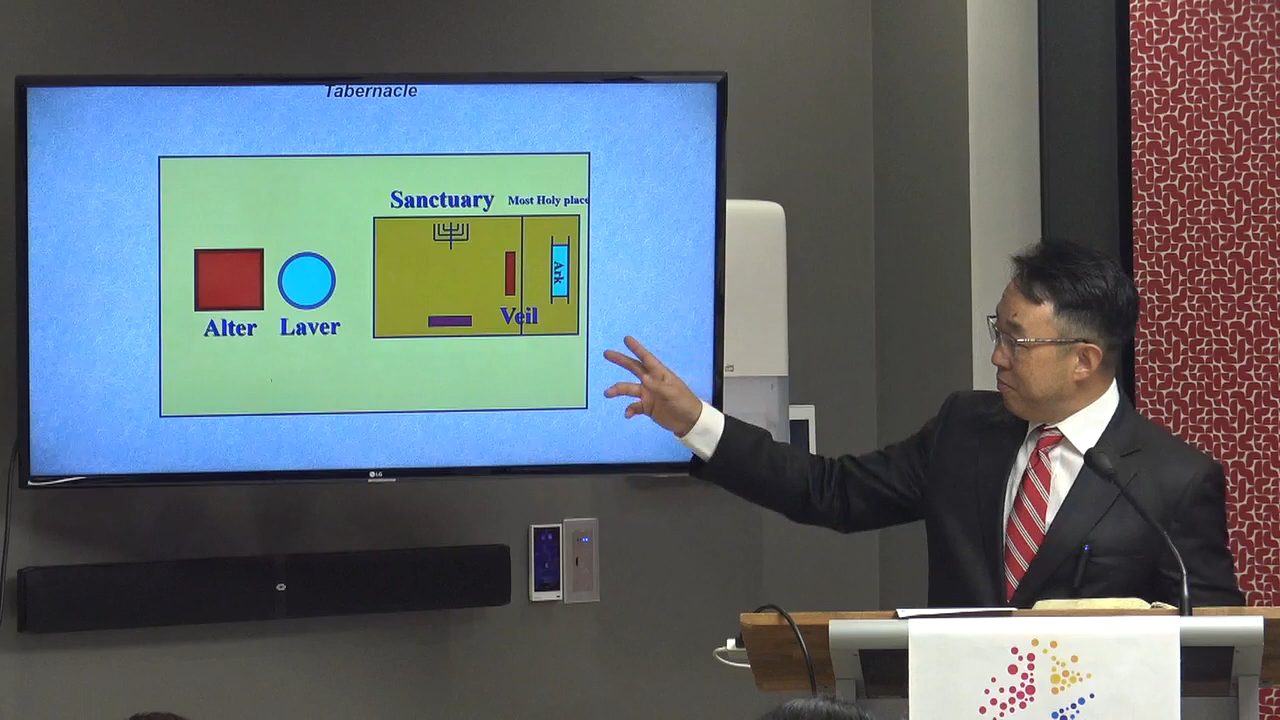 Tabernacle
Sanctuary
Most Holy place
Ark
Veil
Alter
Laver
LG